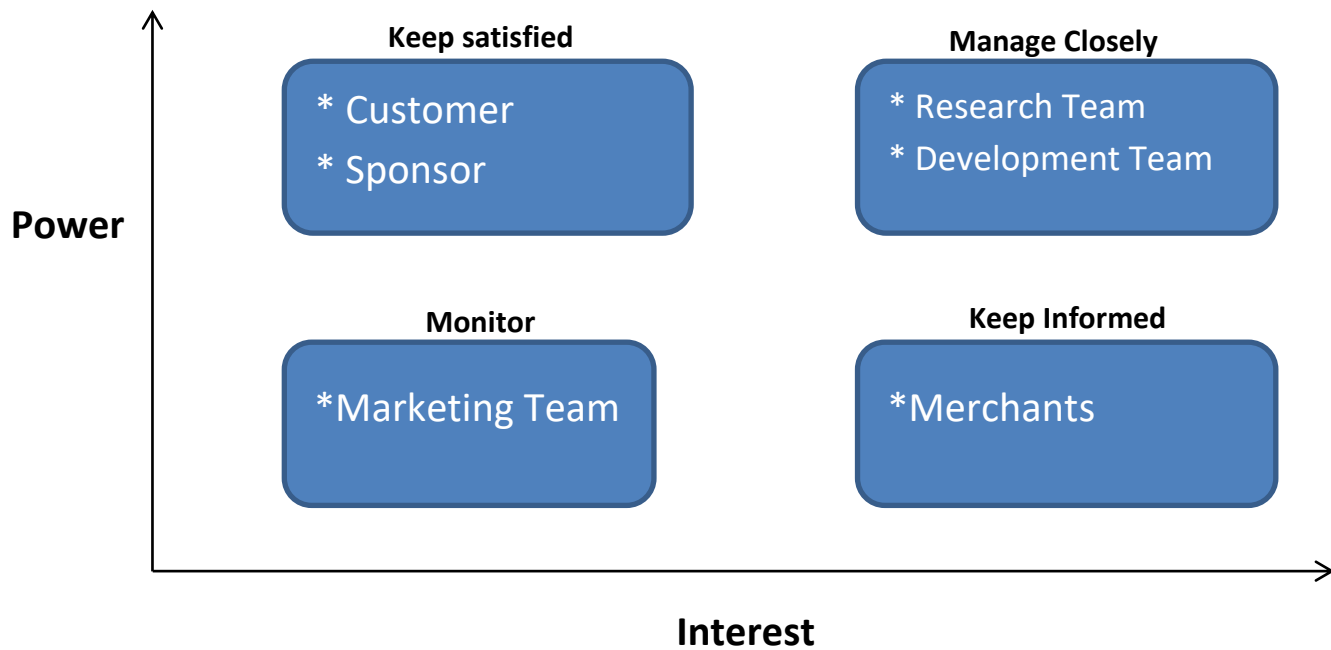 Keep satisfied
* Customer
* Sponsor
Manage Closely
* Research Team
* Development Team
Power
Monitor
*Marketing Team
Keep Informed
*Merchants
Interest